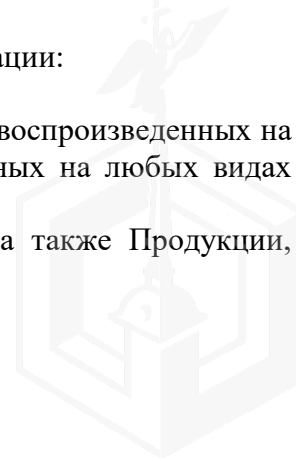 ации:
воспроизведенных на
ных на любых видах
а также Продукции,